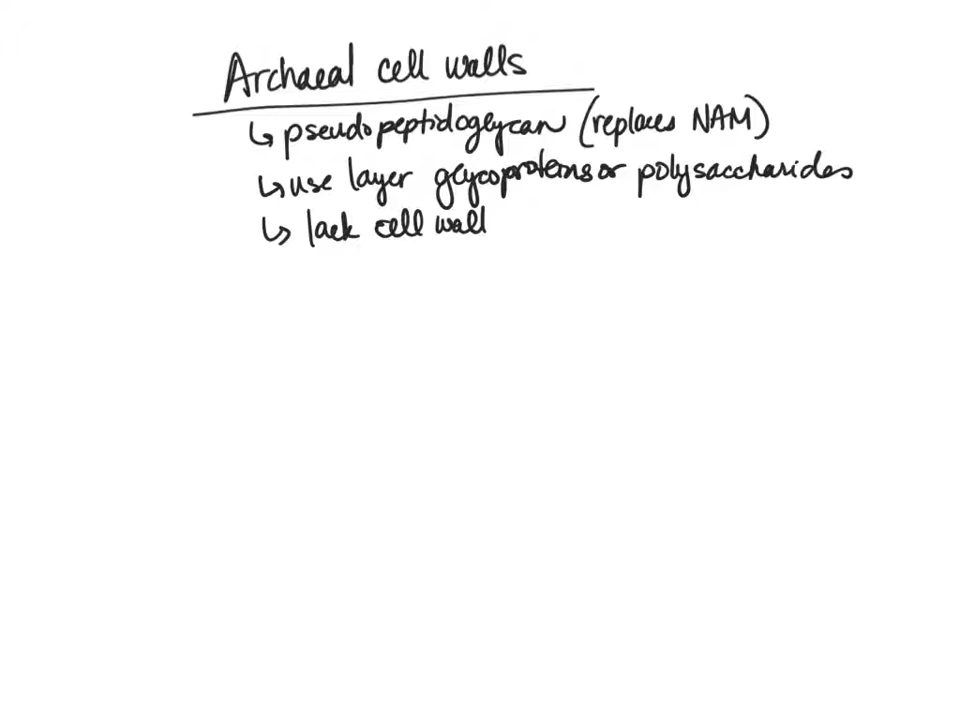 Archaeal cell walls
↳ pseudopeptidoglycan (replaces NAM)
↳ use layer glycoproteins or polysaccharides
↳ lack cell wall